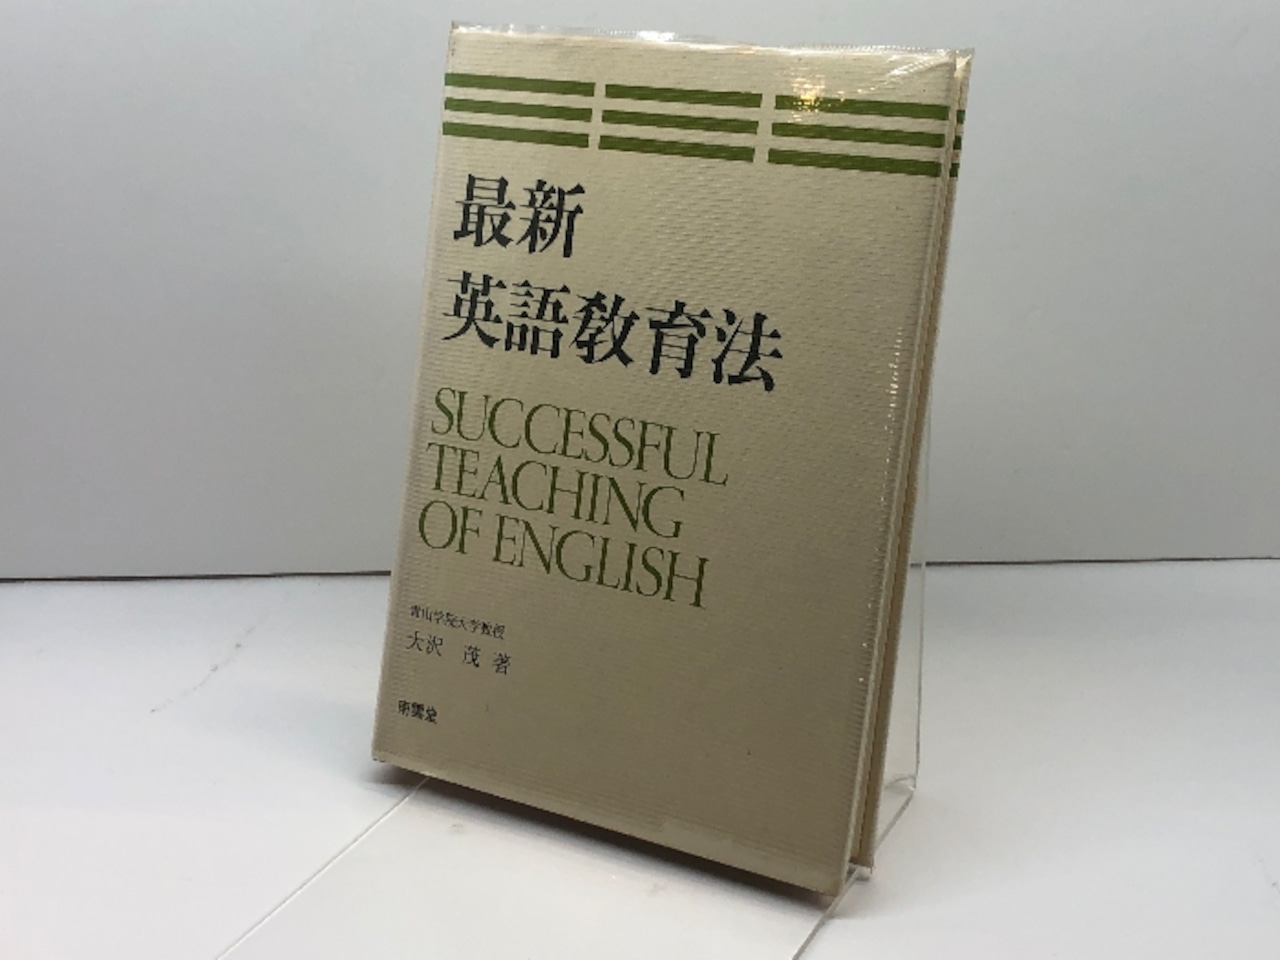 最新
英語教育法
SUCCESSFUL
TEACHING
OF ENGLISH
青山学院大学教授
大沢 茂 著
南雲堂